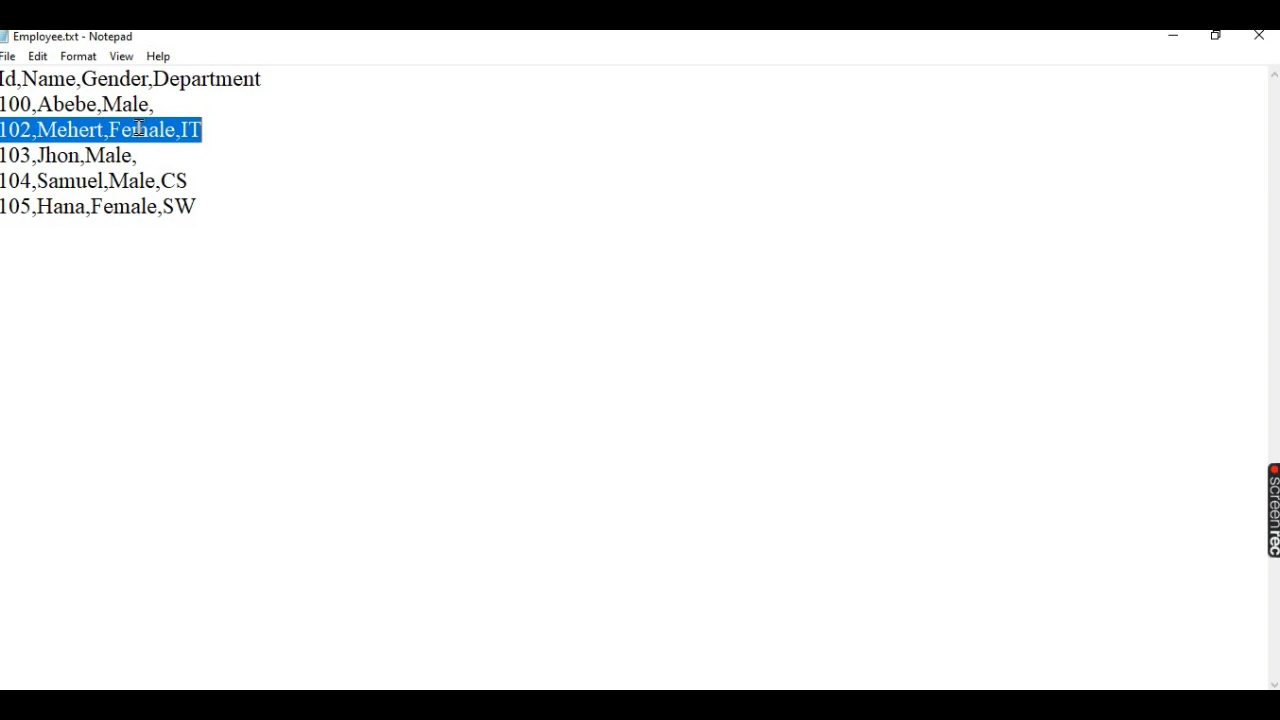 Employee.txt - Notepad
File Edit Format View Help
Id,Name,Gender,Department
100,Abebe,Male,
102,Mehert,Female,IT
103,Jhon,Male,
104,Samuel,Male,CS
105,Hana,Female,SW
screenrec